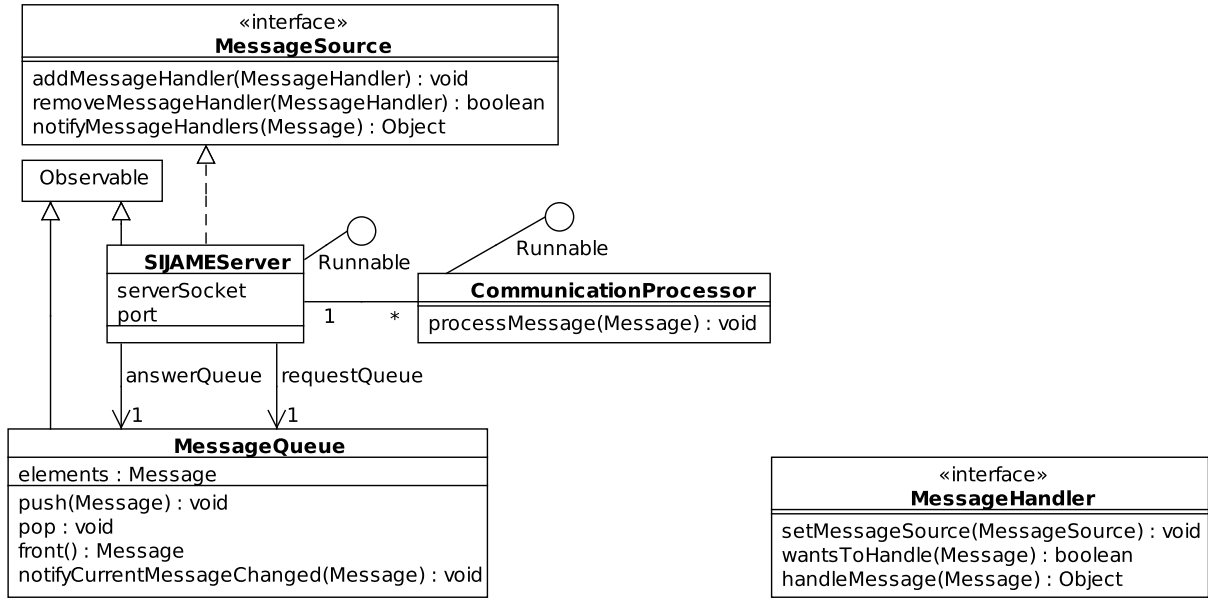 «interface»
MessageSource
addMessageHandler(MessageHandler) : void
removeMessageHandler(MessageHandler) : boolean
notifyMessageHandlers(Message) : Object
Observable
SIJAMEServer
serverSocket
port
Runnable
Runnable
CommunicationProcessor
processMessage(Message) : void
1
*
answerQueue
requestQueue
1
1
MessageQueue
elements : Message
push(Message) : void
pop : void
front() : Message
notifyCurrentMessageChanged(Message) : void
«interface»
MessageHandler
setMessageSource(MessageSource) : void
wantsToHandle(Message) : boolean
handleMessage(Message) : Object